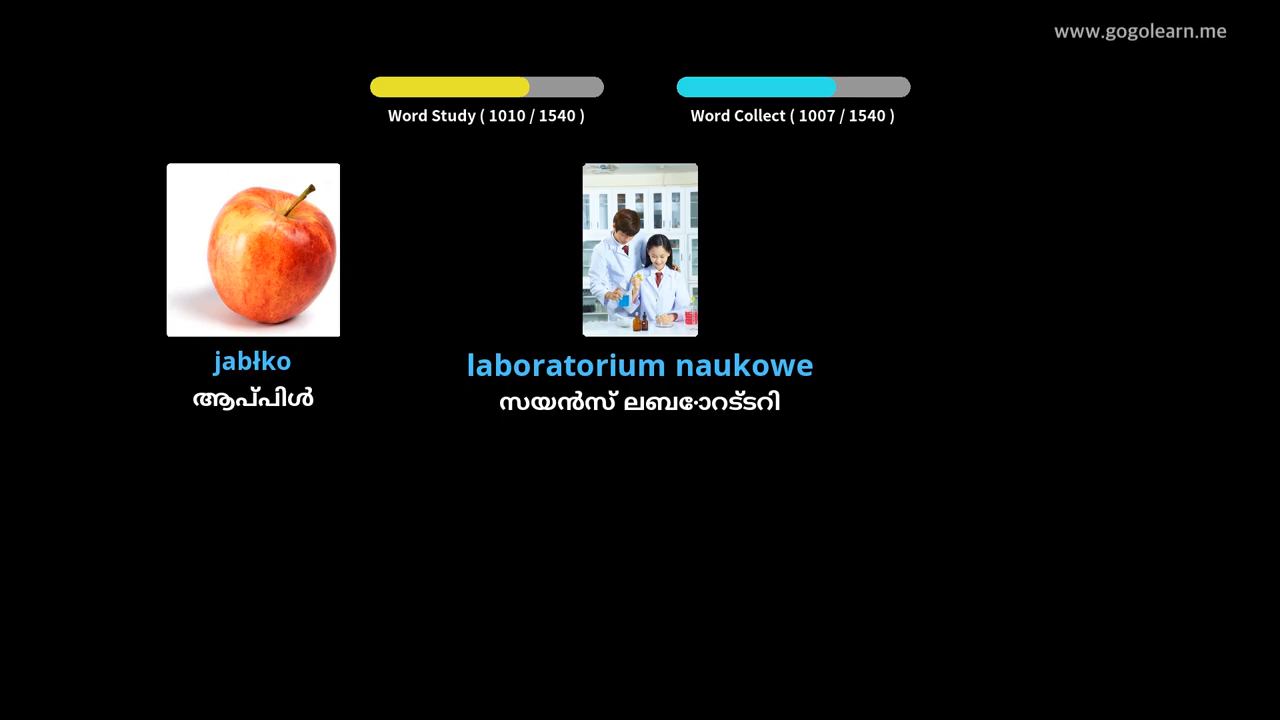 www.gogolearn.me
Word Study ( 1010 / 1540 )
Word Collect ( 1007 / 1540 )
jabłko
ആപ്പിൾ
laboratorium naukowe
സയൻസ് ലബോറട്ടറി